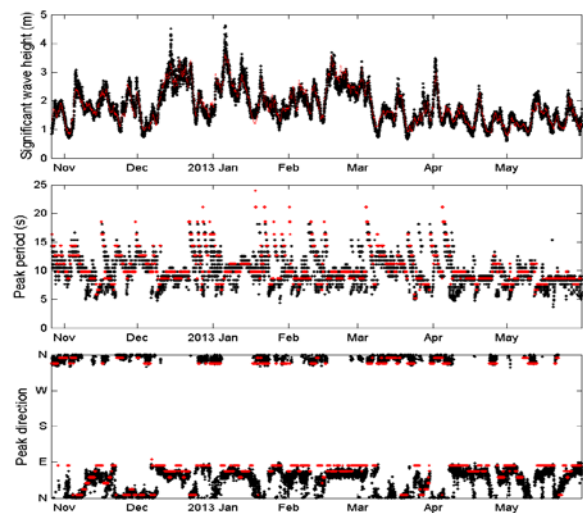 Significant wave height (m)
5
4
3
2
1
0
Nov Dec 2013 Jan Feb Mar Apr May
Peak period (s)
25
20
15
10
5
0
Nov Dec 2013 Jan Feb Mar Apr May
Peak direction
N
W
S
E
N
Nov Dec 2013 Jan Feb Mar Apr May